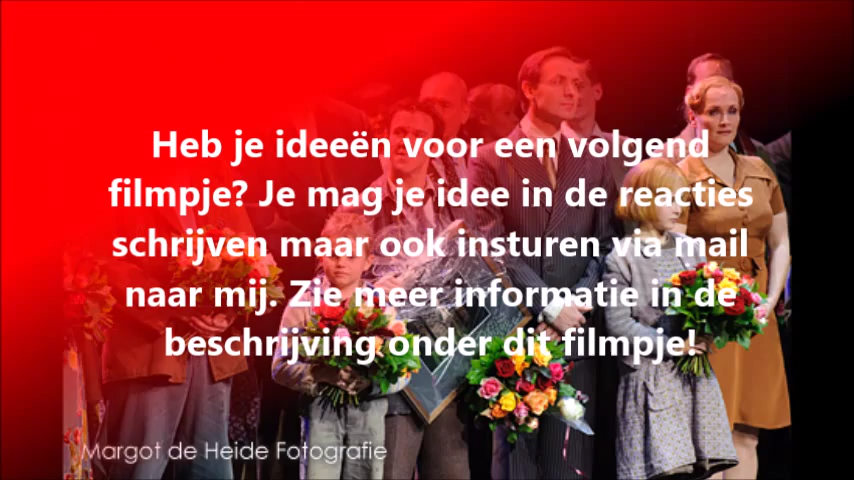 Heb je ideeën voor een volgend
filmpje? Je mag je idee in de reacties
schrijven maar ook insturen via mail
naar mij. Zie meer informatie in de
beschrijving onder dit filmpje!
Margot de Heide Fotografie